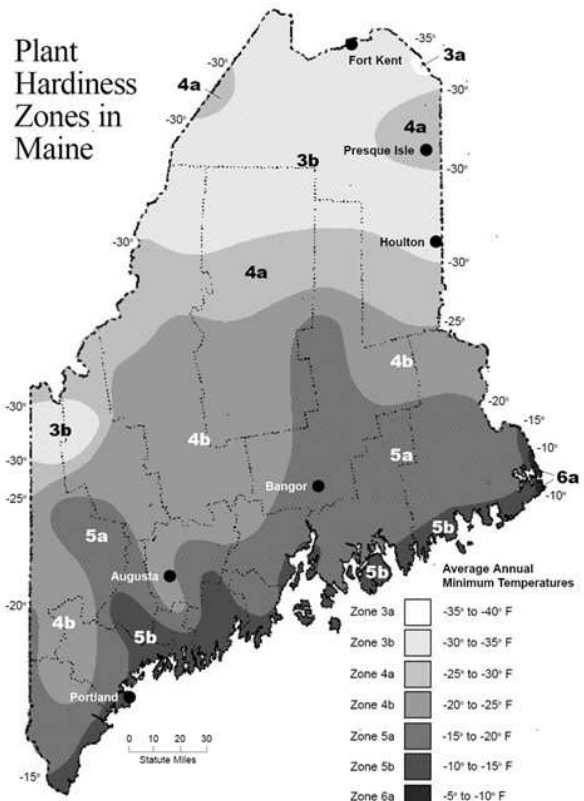 Plant
Hardiness
Zones in
Maine
-35°
3a
Fort Kent
-30°
4a
-30°
-30°
4a
Presque Isle
-30°
3b
Houlton
-30°
-30°
4a
-25°
4b
-20°
-30°
3b
-15°
-10°
4b
5a
-30°
6a
Bangor
-10°
-25°
5b
5a
5b
Augusta
-20°
4b
5b
Portland
0 30
0 10 20 30
Statute Miles
-15°
Average Annual
Minimum Temperatures
Zone 3a -35° to -40° F
Zone 3b -30° to -35° F
Zone 4a -25° to -30° F
Zone 4b -20° to -25° F
Zone 5a -15° to -20° F
Zone 5b -10° to -15° F
Zone 6a -5° to -10° F